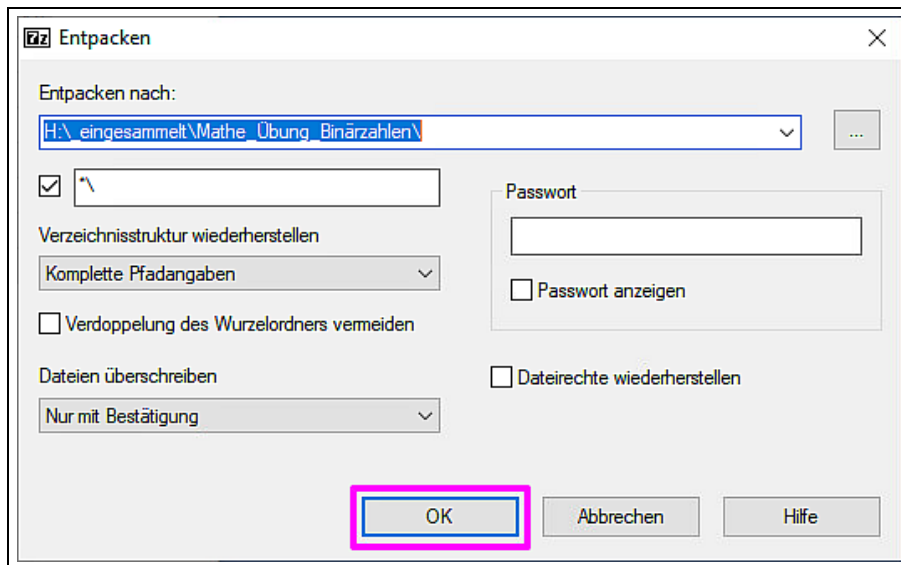 7z Entpacken
Entpacken nach:
H:\_eingesammelt\Mathe_Übung_Binärzahlen\
...
*\
Passwort
Verzeichnisstruktur wiederherstellen
Komplette Pfadangaben
Passwort anzeigen
Verdoppelung des Wurzelordners vermeiden
Dateien überschreiben
Dateirechte wiederherstellen
Nur mit Bestätigung
OK
Abbrechen
Hilfe